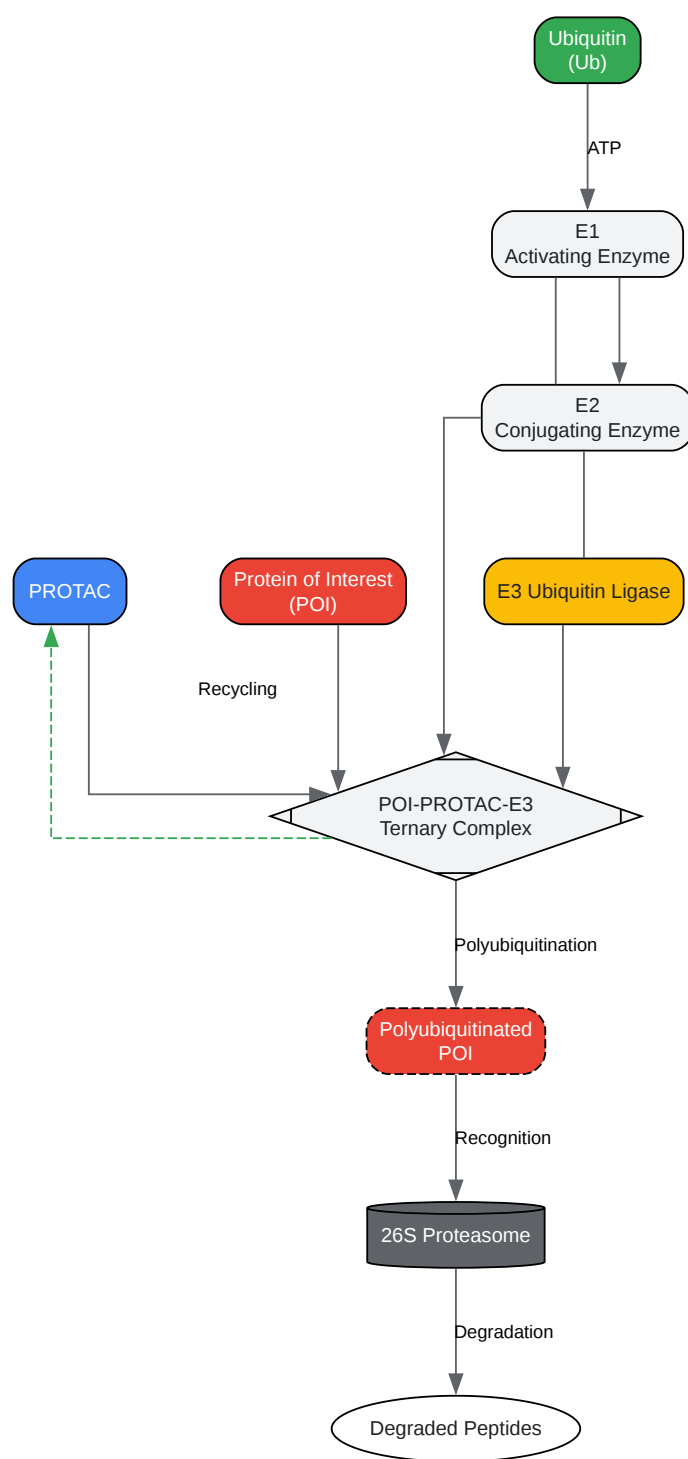 Ubiquitin
(Ub)
ATP
E1
Activating Enzyme
E2
Conjugating Enzyme
PROTAC
Protein of Interest
(POI)
E3 Ubiquitin Ligase
Recycling
POI-PROTAC-E3
Ternary Complex
Polyubiquitination
Polyubiquitinated
POI
Recognition
26S Proteasome
Degradation
Degraded Peptides